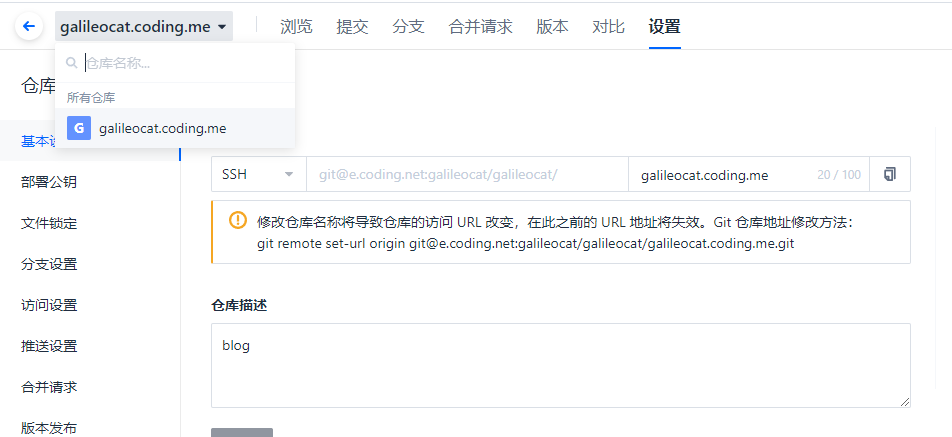 galileocat.coding.me
浏览 提交 分支 合并请求 版本 对比 设置
仓库名称...
所有仓库
G galileocat.coding.me
仓库
基本设
部署公钥
文件锁定
分支设置
访问设置
推送设置
合并请求
版本发布
SSH git@e.coding.net:galileocat/galileocat/ galileocat.coding.me 20 / 100
修改仓库名称将导致仓库的访问 URL 改变，在此之前的 URL 地址将失效。Git 仓库地址修改方法：
git remote set-url origin git@e.coding.net:galileocat/galileocat/galileocat.coding.me.git
仓库描述
blog